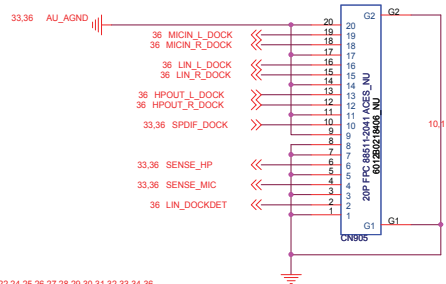 33,36 AU_AGND
36 MICIN_L_DOCK
36 MICIN_R_DOCK
36 LIN_L_DOCK
36 LIN_R_DOCK
36 HPOUT_L_DOCK
36 HPOUT_R_DOCK
33,36 SPDIF_DOCK
33,36 SENSE_HP
33,36 SENSE_MIC
36 LIN_DOCKDET
20 20
19 19
18 18
17 17
16 16
15 15
14 14
13 13
12 12
11 11
10 10
9 9
8 8
7 7
6 6
5 5
4 4
3 3
2 2
1 1
G2 G2
G1 G1
20P FPC 88511-2041 ACES_NU
6012B0218406_NU
CN905
10,1